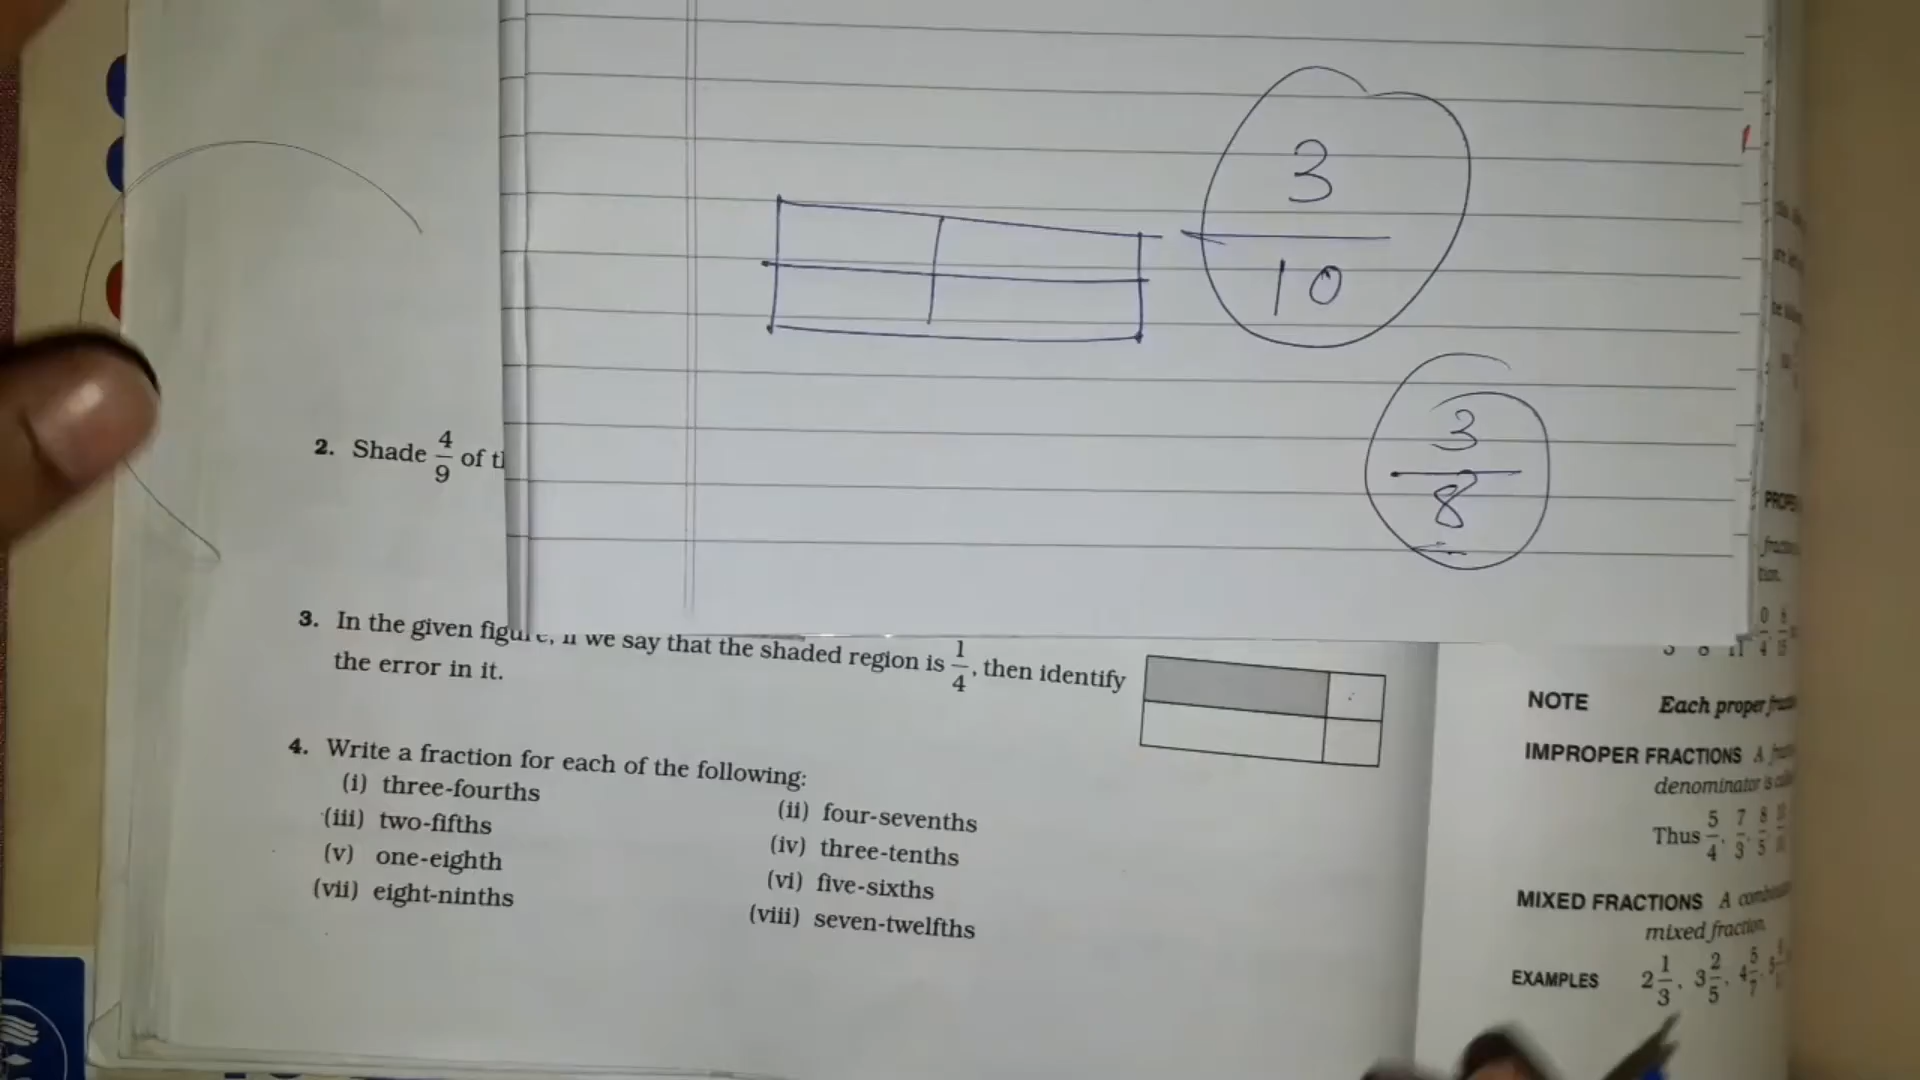 3
10
3
8
2. Shade 4/9 of
3. In the given figure, if we say that the shaded region is 1/4, then identify
the error in it.
4. Write a fraction for each of the following:
(i) three-fourths
(ii) four-sevenths
(iii) two-fifths
(iv) three-tenths
(v) one-eighth
(vi) five-sixths
(vii) eight-ninths
(viii) seven-twelfths
NOTE Each proper
IMPROPER FRACTIONS A
denominator is
Thus 5/4, 7/3, 8/5
MIXED FRACTIONS A
mixed fraction.
EXAMPLES 2 1/3, 3 2/5, 4 5/7,